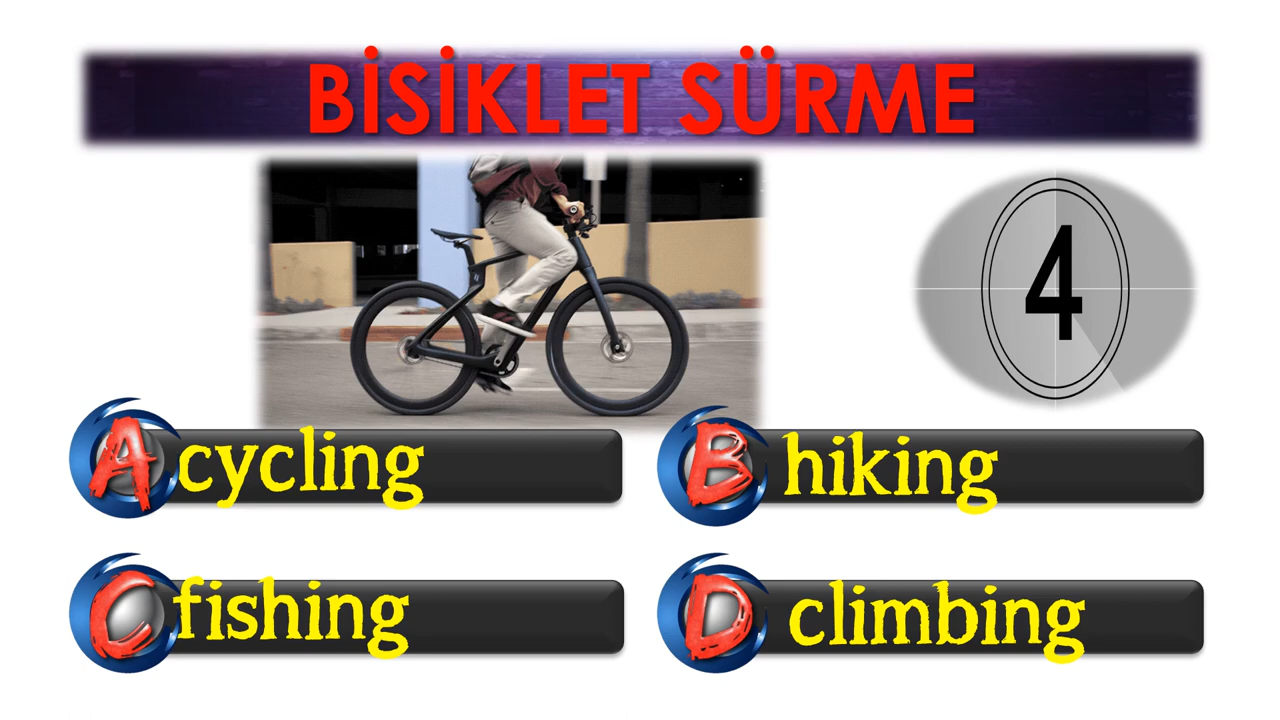 BİSİKLET SÜRME
4
A cycling
B hiking
C fishing
D climbing